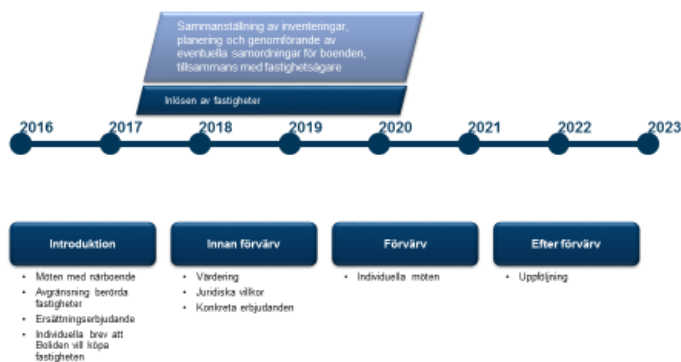 Sammanställning av inventeringar,
planering och genomförande av
eventuella samordningar för boenden,
tillsammans med fastighetsägare
Inlösen av fastigheter
2016 2017 2018 2019 2020 2021 2022 2023
Introduktion
• Möten med närboende
• Avgränsning berörda
fastigheter
• Ersättningserbjudande
• Individuella brev att
Boliden vill köpa
fastigheten
Innan förvärv
• Värdering
• Juridiska villkor
• Konkreta erbjudanden
Förvärv
• Individuella möten
Efter förvärv
• Uppföljning